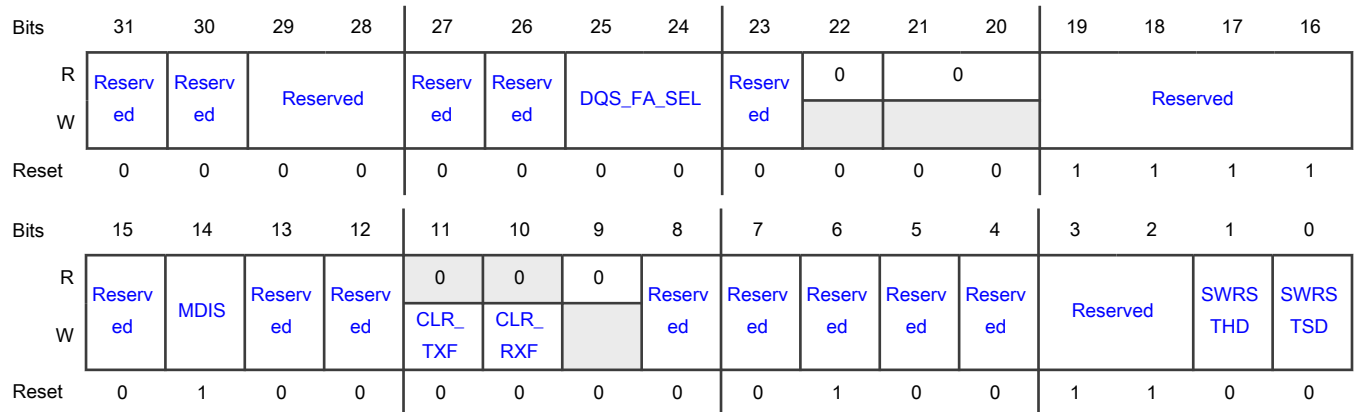 Bits 31 30 29 28 27 26 25 24 23 22 21 20 19 18 17 16
R Reserv Reserv Reserved Reserv Reserv DQS_FA_SEL Reserv 0 0 Reserved
W ed ed ed ed ed
Reset 0 0 0 0 0 0 0 0 0 0 0 0 1 1 1 1
Bits 15 14 13 12 11 10 9 8 7 6 5 4 3 2 1 0
R Reserv MDIS Reserv Reserv 0 0 0 Reserv Reserv Reserv Reserv Reserv Reserved SWRS SWRS
W ed ed ed CLR_ CLR_ ed ed ed ed ed THD TSD
TXF RXF
Reset 0 1 0 0 0 0 0 0 0 1 0 0 1 1 0 0